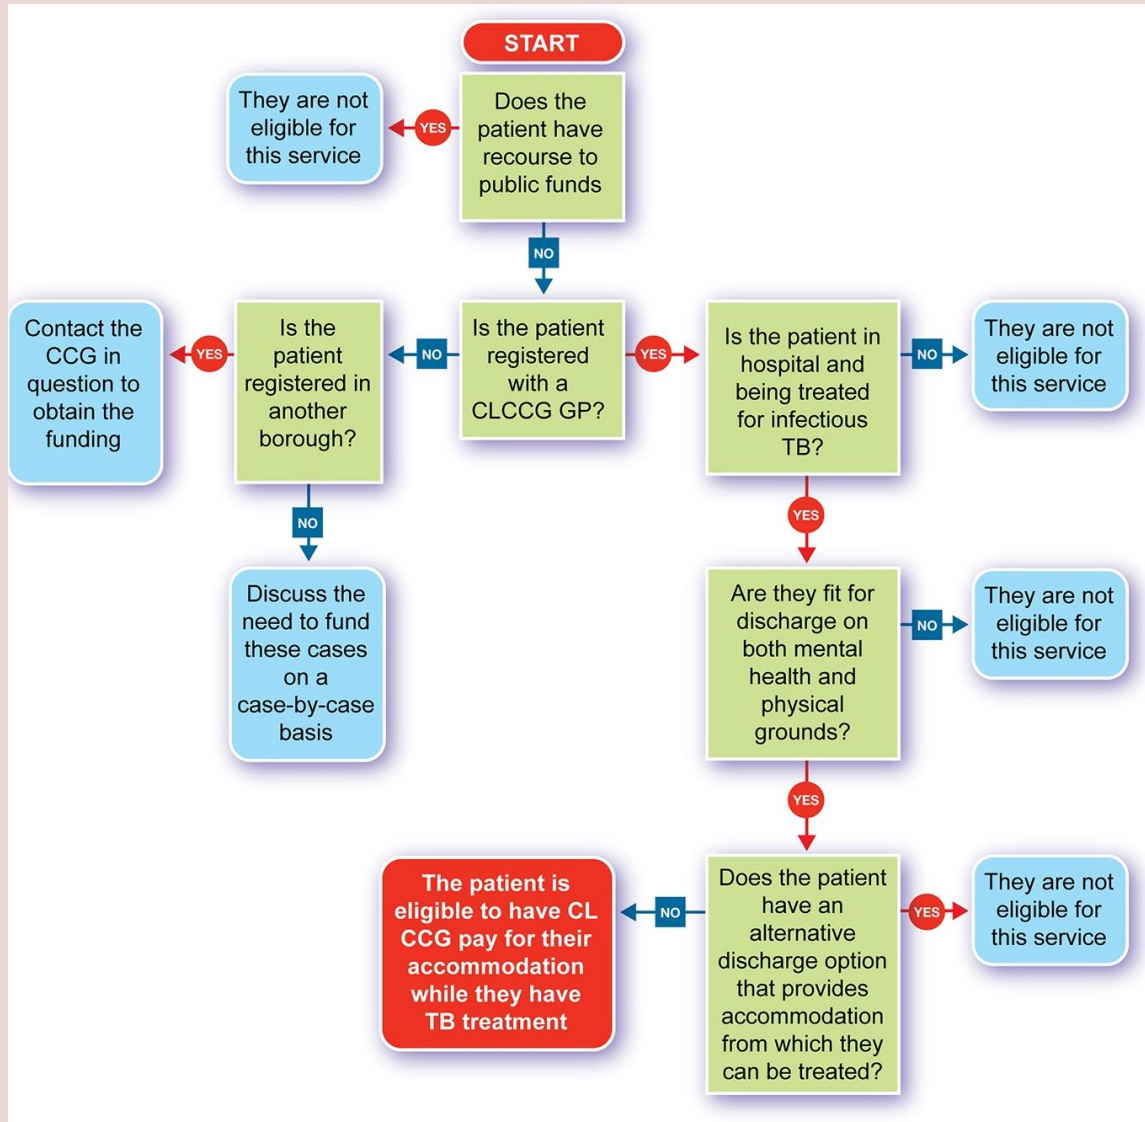 START
Does the
patient have
recourse to
public funds
YES
They are not
eligible for
this service
NO
Is the patient
registered
with a
CLCCG GP?
NO
Is the
patient
registered in
another
borough?
YES
Contact the
CCG in
question to
obtain the
funding
NO
Discuss the
need to fund
these cases
on a
case-by-case
basis
YES
Is the patient in
hospital and
being treated
for infectious
TB?
NO
They are not
eligible for
this service
YES
Are they fit for
discharge on
both mental
health and
physical
grounds?
NO
They are not
eligible for
this service
YES
Does the patient
have an
alternative
discharge option
that provides
accommodation
from which they
can be treated?
YES
They are not
eligible for
this service
NO
The patient is
eligible to have CL
CCG pay for their
accommodation
while they have
TB treatment